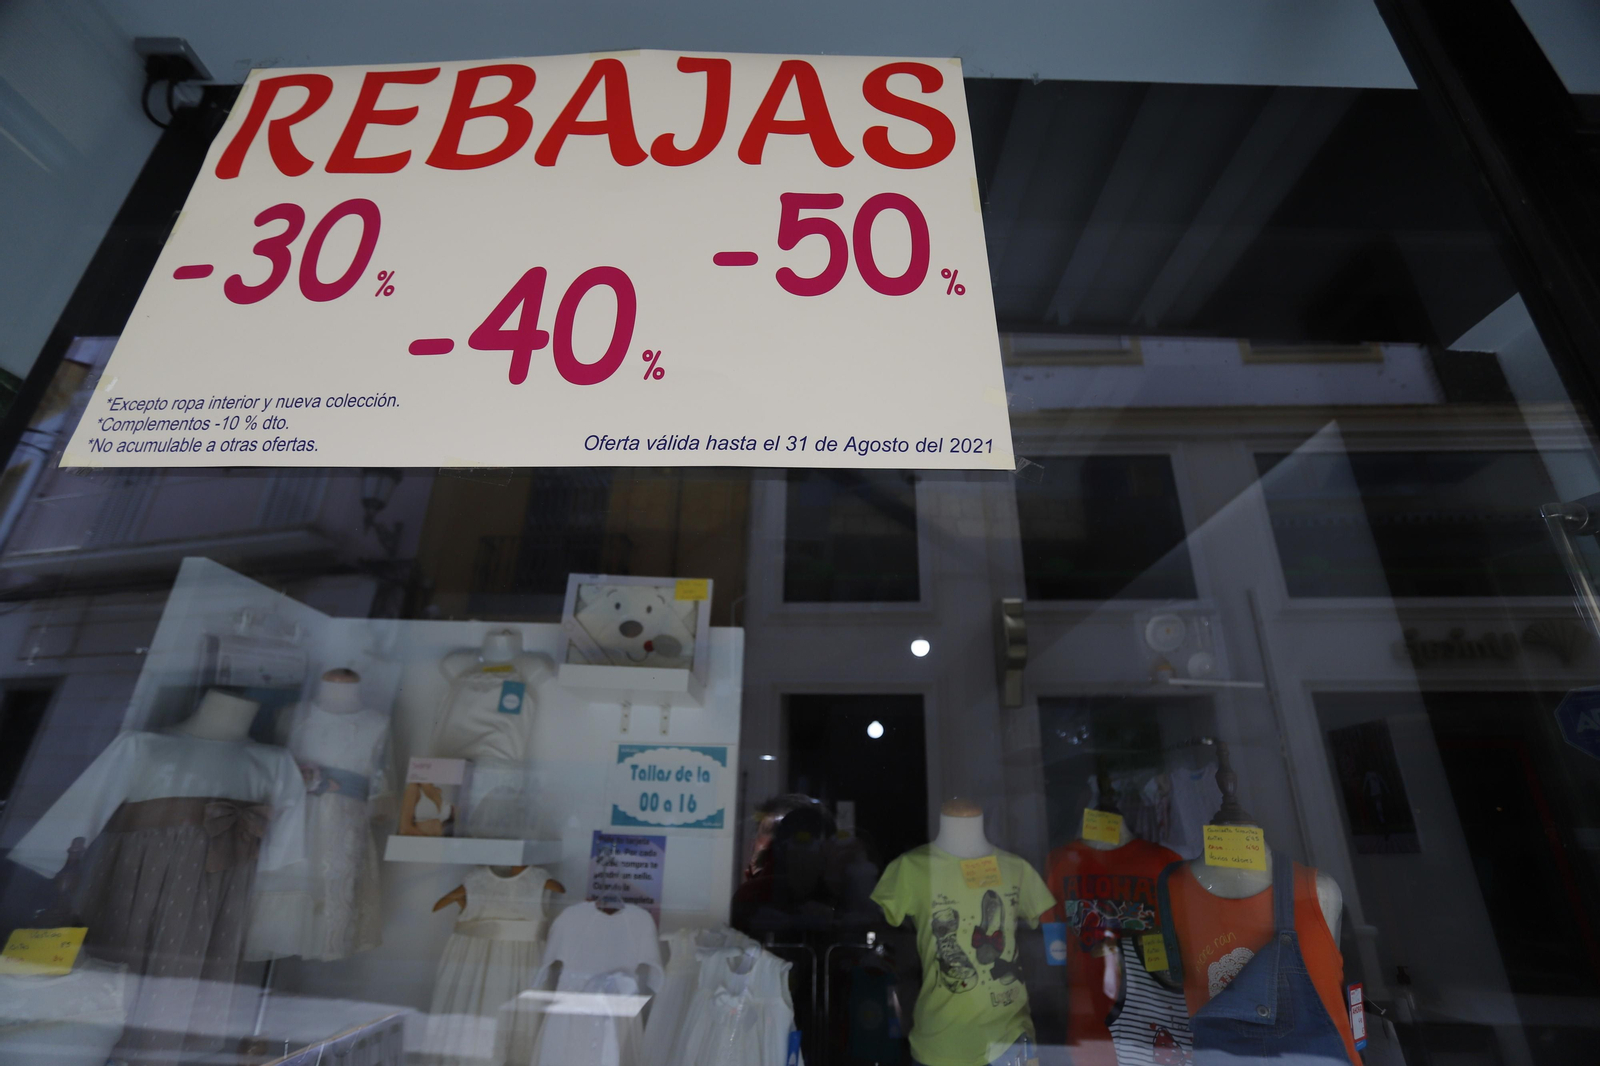 REBAJAS
-30%
-40%
-50%
*Excepto ropa interior y nueva colección.
*Complementos -10 % dto.
*No acumulable a otras ofertas.
Oferta válida hasta el 31 de Agosto del 2021
Tallas de la
00 a 16
ALOHA